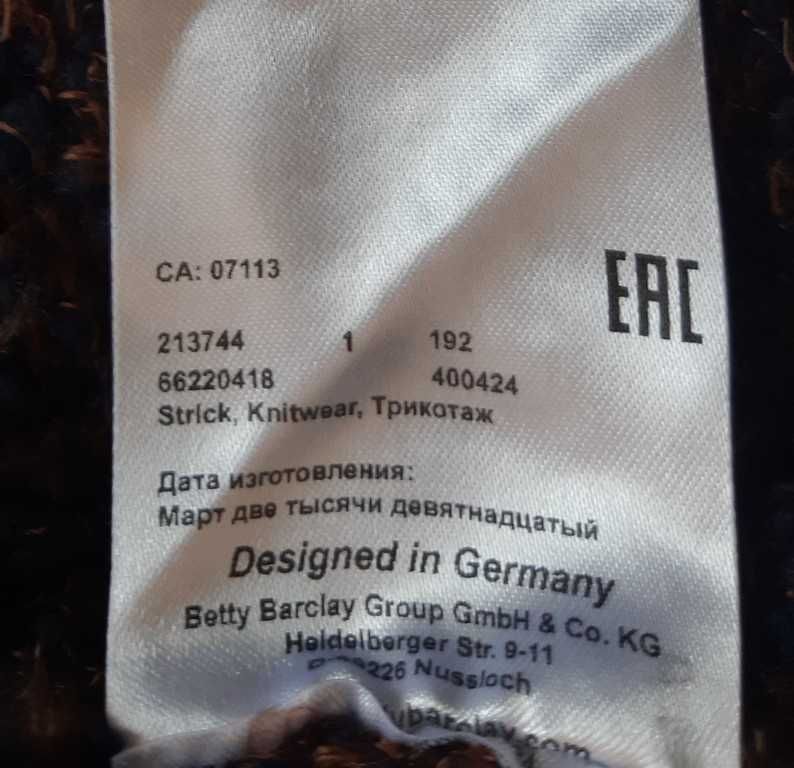 CA: 07113
EAC
213744 1 192
66220418 400424
Strick, Knitwear, Трикотаж
Дата изготовления:
Март две тысячи девятнадцатый
Designed in Germany
Betty Barclay Group GmbH & Co. KG
Heidelberger Str. 9-11
Nussloch